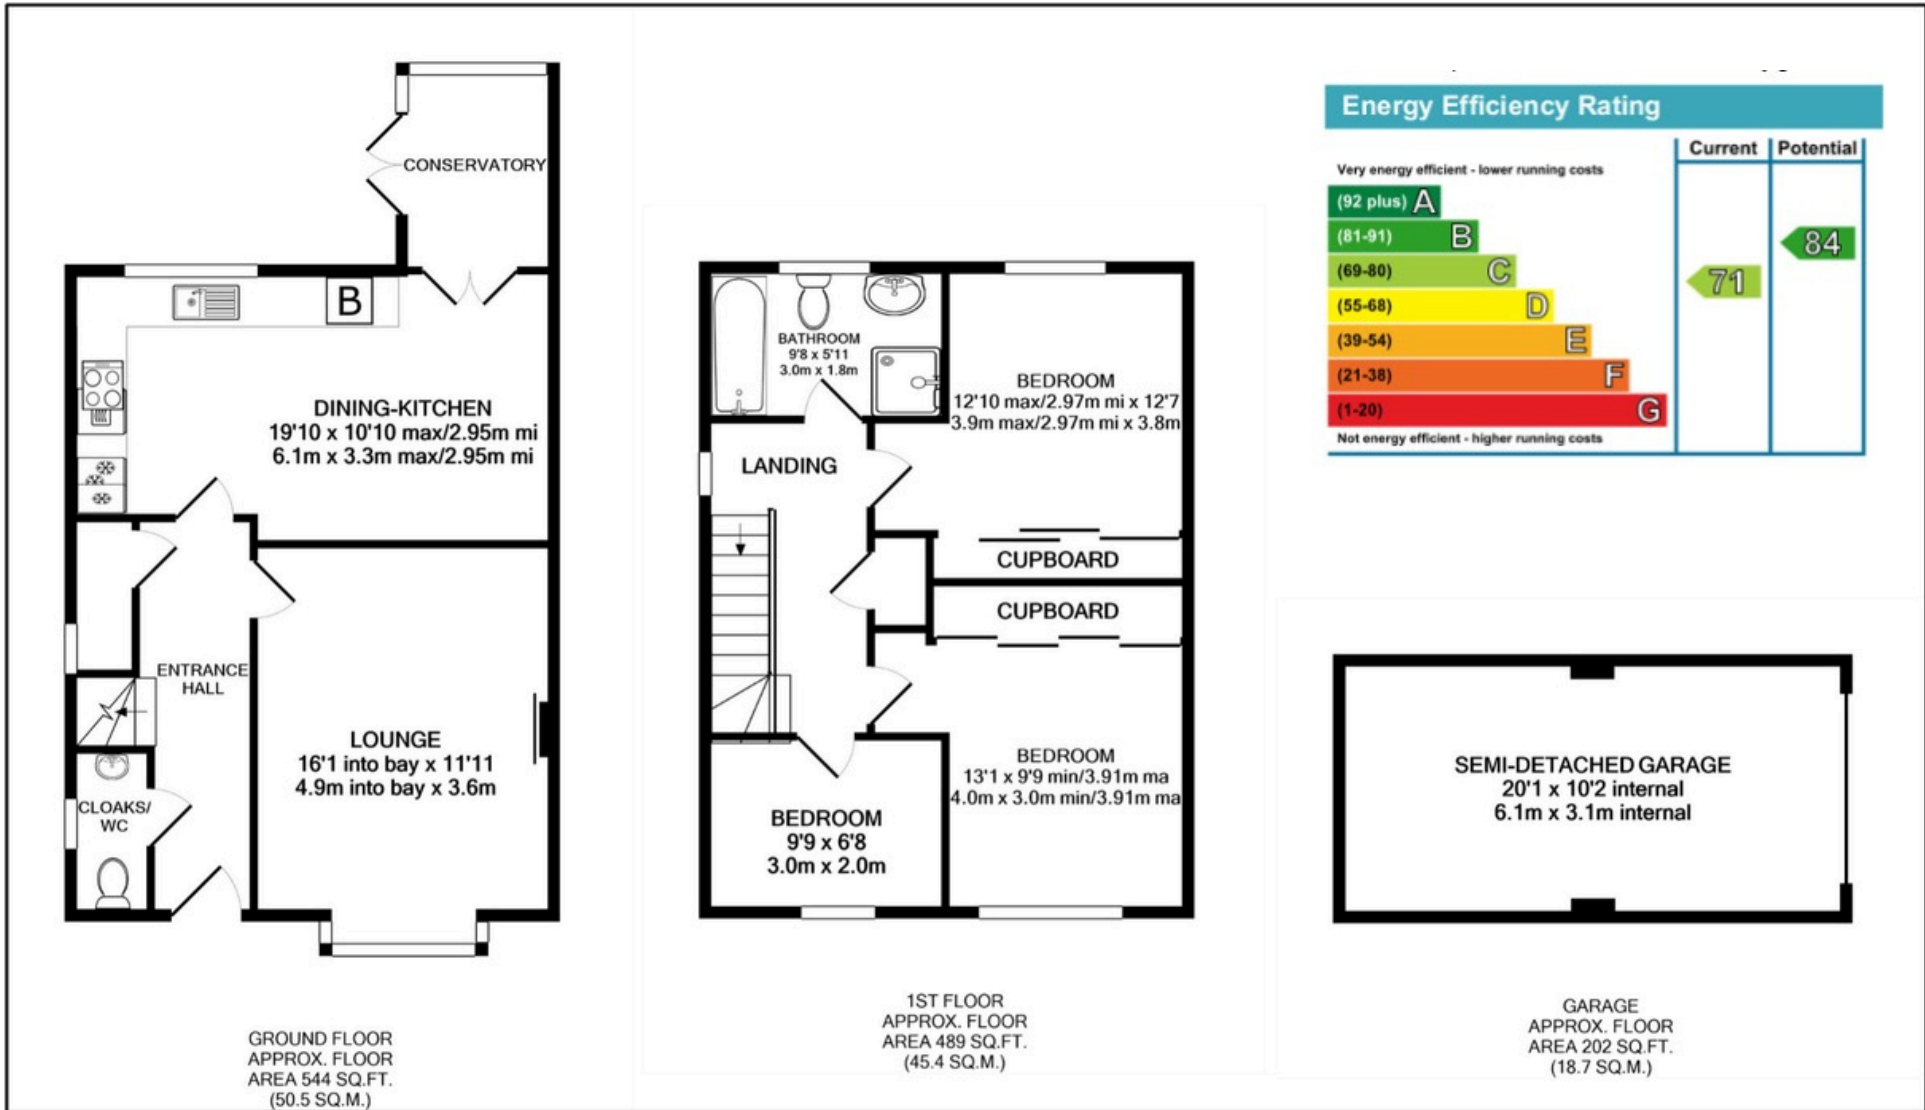 CONSERVATORY
B
DINING-KITCHEN
19'10 x 10'10 max/2.95m mi
6.1m x 3.3m max/2.95m mi
ENTRANCE
HALL
LOUNGE
16'1 into bay x 11'11
4.9m into bay x 3.6m
CLOAKS/
WC
GROUND FLOOR
APPROX. FLOOR
AREA 544 SQ.FT.
(50.5 SQ.M.)
BATHROOM
9'8 x 5'11
3.0m x 1.8m
BEDROOM
12'10 max/2.97m mi x 12'7
3.9m max/2.97m mi x 3.8m
LANDING
CUPBOARD
CUPBOARD
BEDROOM
13'1 x 9'9 min/3.91m ma
4.0m x 3.0m min/3.91m ma
BEDROOM
9'9 x 6'8
3.0m x 2.0m
1ST FLOOR
APPROX. FLOOR
AREA 489 SQ.FT.
(45.4 SQ.M.)
Energy Efficiency Rating
Current Potential
Very energy efficient - lower running costs
(92 plus) A
(81-91) B
84
(69-80) C
71
(55-68) D
(39-54) E
(21-38) F
(1-20) G
Not energy efficient - higher running costs
SEMI-DETACHED GARAGE
20'1 x 10'2 internal
6.1m x 3.1m internal
GARAGE
APPROX. FLOOR
AREA 202 SQ.FT.
(18.7 SQ.M.)